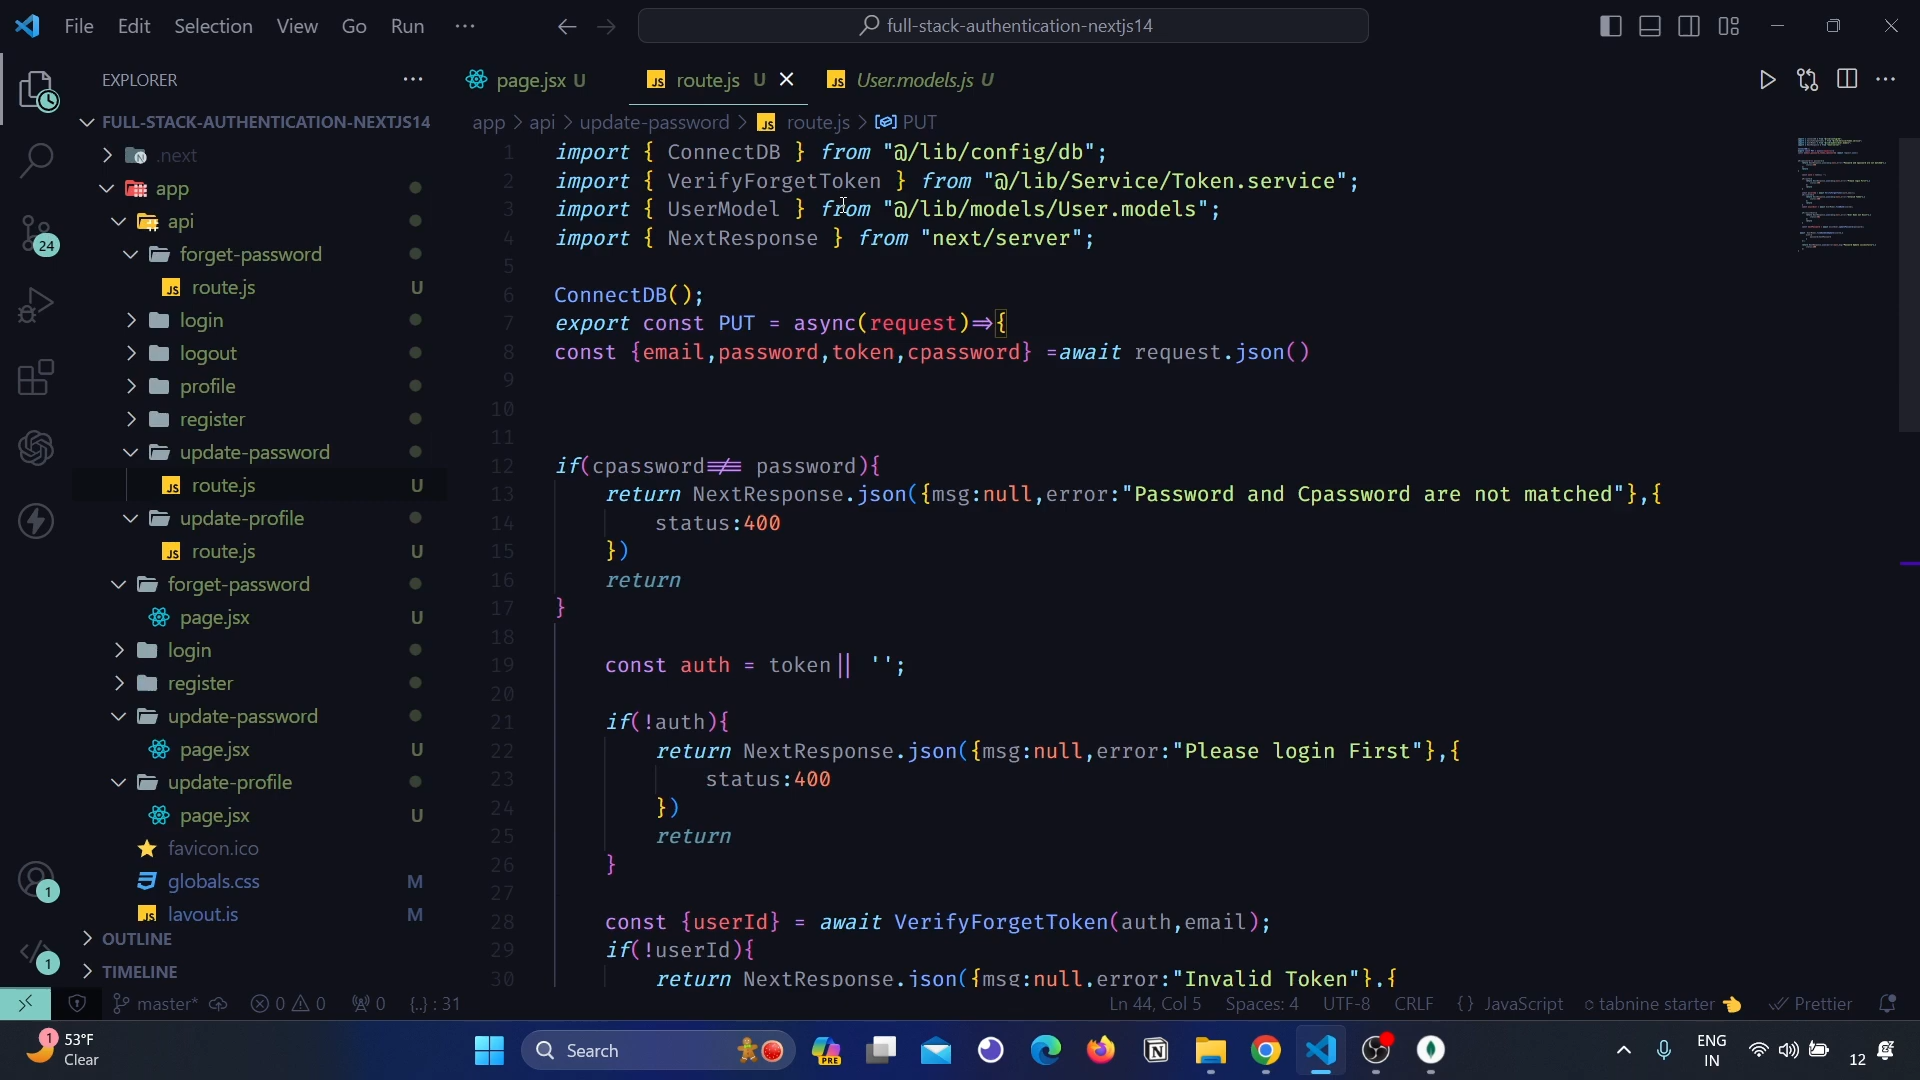 File Edit Selection View Go Run ···
full-stack-authentication-nextjs14
EXPLORER
page.jsx U
route.js U
User.models.js U
FULL-STACK-AUTHENTICATION-NEXTJS14
app > api > update-password > route.js > PUT
.next
app
api
forget-password
route.js U
login
logout
profile
register
update-password
route.js U
update-profile
route.js U
forget-password
page.jsx U
login
register
update-password
page.jsx U
update-profile
page.jsx U
favicon.ico
globals.css M
layout.js M
OUTLINE
TIMELINE
24
1
1
1 import { ConnectDB } from "@/lib/config/db";
2 import { VerifyForgetToken } from "@/lib/Service/Token.service";
3 import { UserModel } from "@/lib/models/User.models";
4 import { NextResponse } from "next/server";
5
6 ConnectDB();
7 export const PUT = async(request)=>{
8 const {email,password,token,cpassword} =await request.json()
9
10
11
12 if(cpassword!== password){
13 return NextResponse.json({msg:null,error:"Password and Cpassword are not matched"},{
14 status:400
15 })
16 return
17 }
18
19 const auth = token|| '';
20
21 if(!auth){
22 return NextResponse.json({msg:null,error:"Please login First"},{
23 status:400
24 })
25 return
26 }
27
28 const {userId} = await VerifyForgetToken(auth,email);
29 if(!userId){
30 return NextResponse.json({msg:null,error:"Invalid Token"},{
master* 0 0 0 {..} : 31
Ln 44, Col 5 Spaces: 4 UTF-8 CRLF {} JavaScript tabnine starter Prettier
1 53°F
Clear
Search
PRE
ENG
IN
12